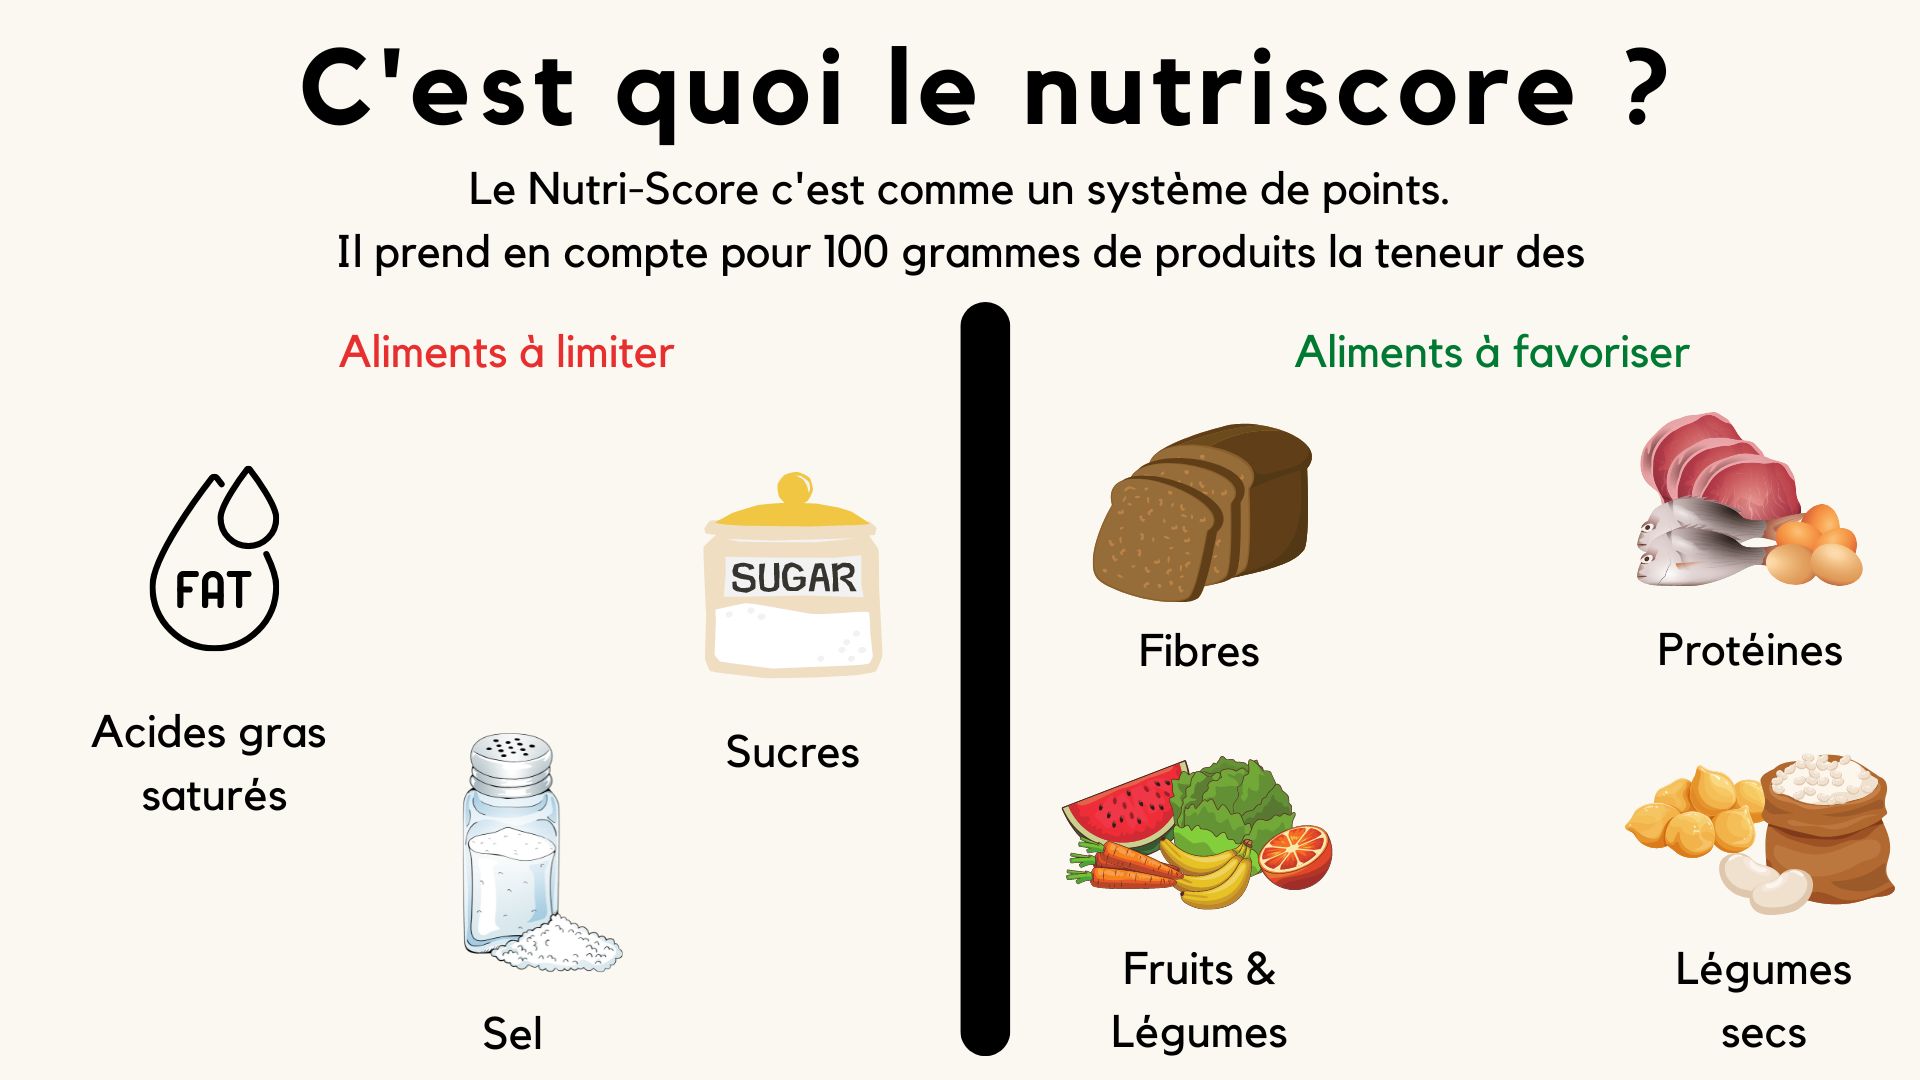 C'est quoi le nutriscore ?
Le Nutri-Score c'est comme un système de points.
Il prend en compte pour 100 grammes de produits la teneur des
Aliments à limiter
FAT
Acides gras
saturés
SUGAR
Sucres
Sel
Aliments à favoriser
Fibres
Protéines
Fruits &
Légumes
Légumes
secs